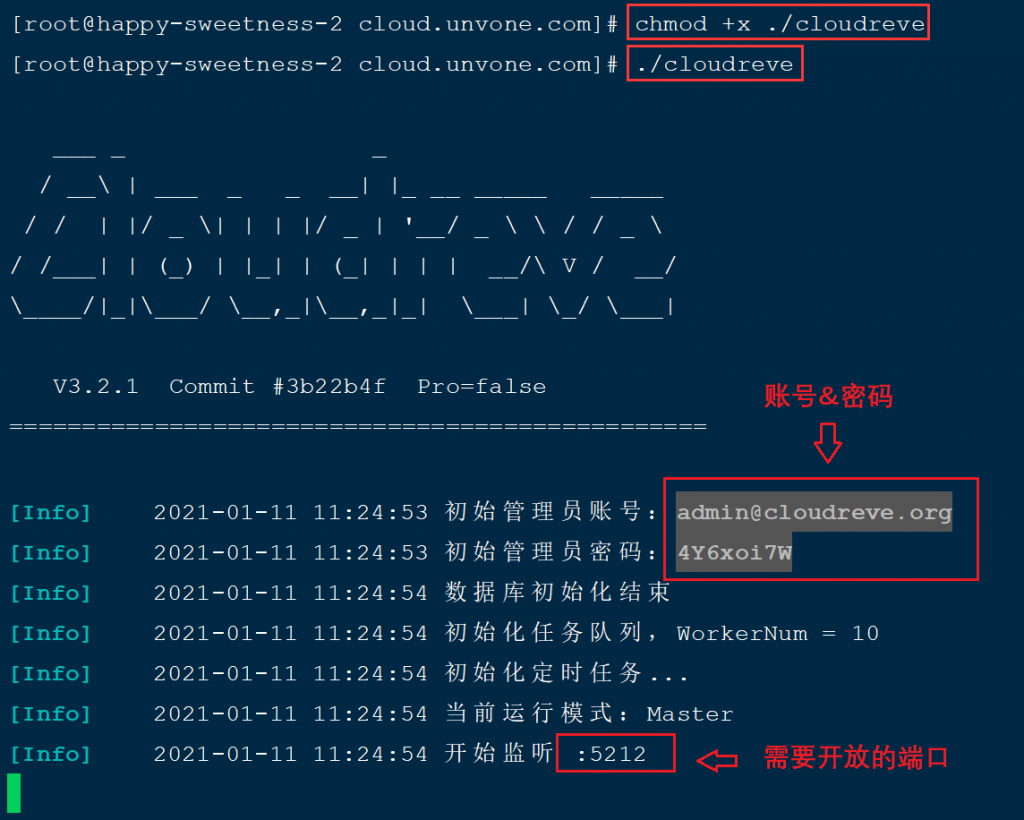 [root@happy-sweetness-2 cloud.unvone.com]# chmod +x ./cloudreve
[root@happy-sweetness-2 cloud.unvone.com]# ./cloudreve
   ___ _                 _
  / __\ | ___  _   _  __| |_ __ _____   _____
 / /  | |/ _ \| | | |/ _ | '__/ _ \ \ / / _ \
/ /___| | (_) | |_| | (_| | | |  __/\ V /  __/
\____/|_|\___/ \__,_|\__,_|_|  \___| \_/ \___|
V3.2.1  Commit #3b22b4f  Pro=false
================================================
账号&密码
[Info]    2021-01-11 11:24:53 初始管理员账号：admin@cloudreve.org
[Info]    2021-01-11 11:24:53 初始管理员密码：4Y6xoi7W
[Info]    2021-01-11 11:24:54 数据库初始化结束
[Info]    2021-01-11 11:24:54 初始化任务队列，WorkerNum = 10
[Info]    2021-01-11 11:24:54 初始化定时任务...
[Info]    2021-01-11 11:24:54 当前运行模式：Master
[Info]    2021-01-11 11:24:54 开始监听 :5212 需要开放的端口